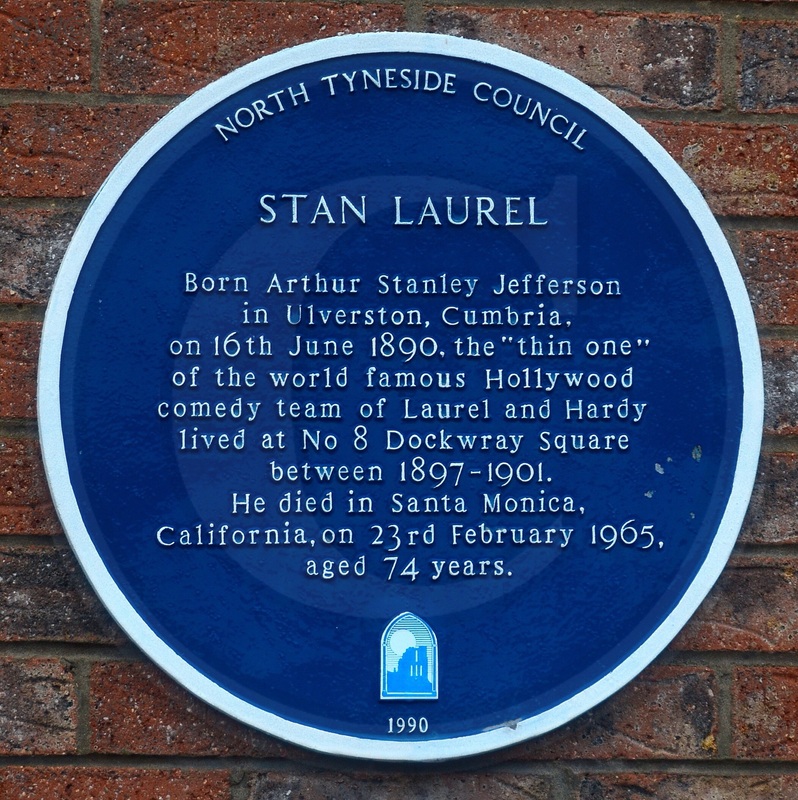 NORTH TYNESIDE COUNCIL
STAN LAUREL
Born Arthur Stanley Jefferson
in Ulverston, Cumbria,
on 16th June 1890, the "thin one"
of the world famous Hollywood
comedy team of Laurel and Hardy
lived at No 8 Dockwray Square
between 1897-1901.
He died in Santa Monica,
California, on 23rd February 1965,
aged 74 years.
1990